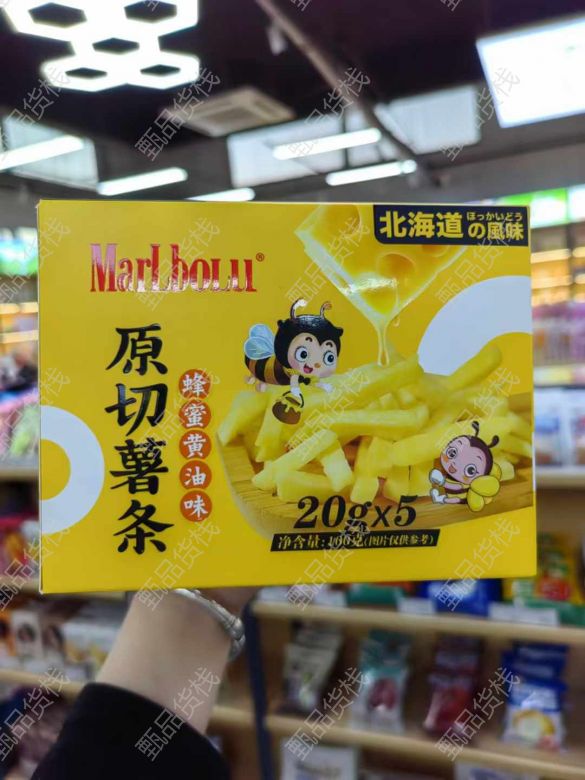 北海道の風味
ほっかいどう
MarLboLu®
原切薯条
蜂蜜黄油味
20gx5
净含量:100克(图片仅供参考)
甄品货栈